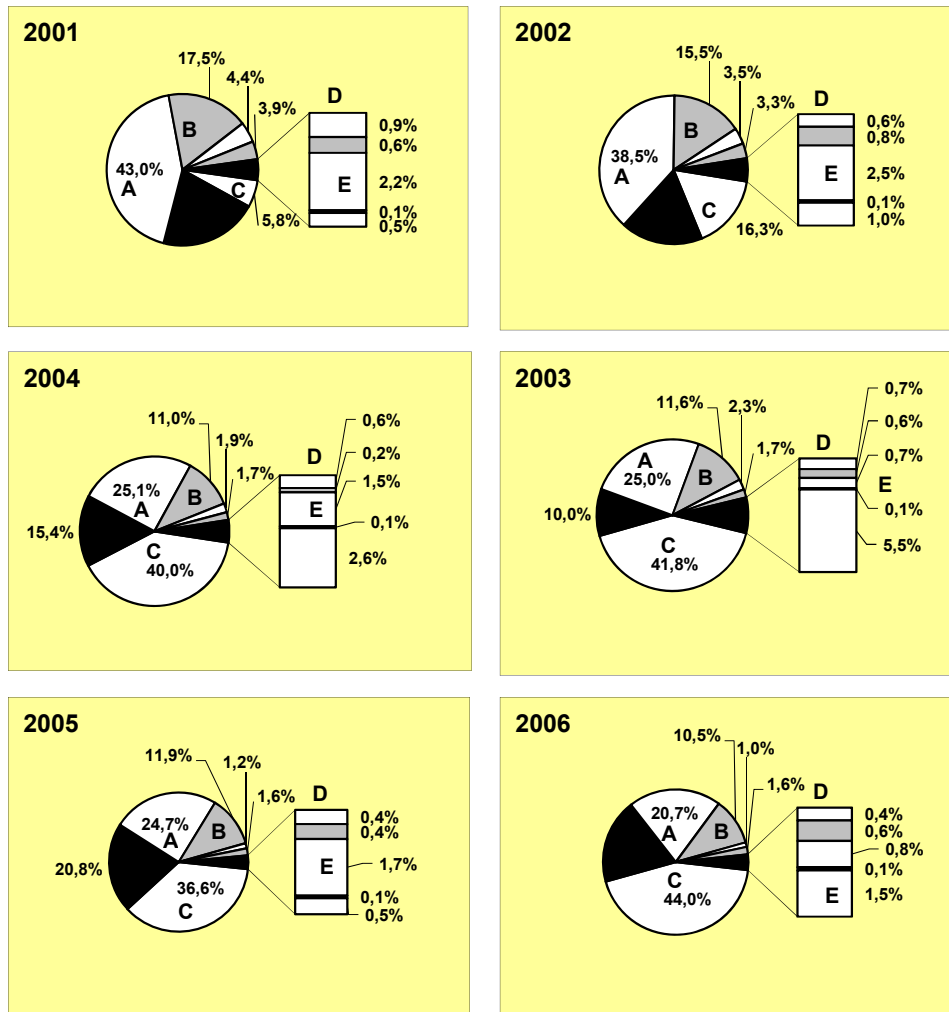 2001
17,5%
4,4%
3,9%
D
B
43,0%
A
C
5,8%
0,9%
0,6%
E
2,2%
0,1%
0,5%
2002
15,5%
3,5%
3,3%
D
B
38,5%
A
C
16,3%
0,6%
0,8%
E
2,5%
0,1%
1,0%
2004
11,0%
1,9%
1,7%
D
25,1%
A
B
15,4%
C
40,0%
0,6%
0,2%
1,5%
E
0,1%
2,6%
2003
11,6%
2,3%
1,7%
D
A
25,0%
B
10,0%
C
41,8%
0,7%
0,6%
0,7%
E
0,1%
5,5%
2005
11,9%
1,2%
1,6%
D
24,7%
A
B
20,8%
36,6%
C
0,4%
0,4%
E
1,7%
0,1%
0,5%
2006
10,5%
1,0%
1,6%
D
20,7%
A
B
C
44,0%
0,4%
0,6%
0,8%
0,1%
E
1,5%